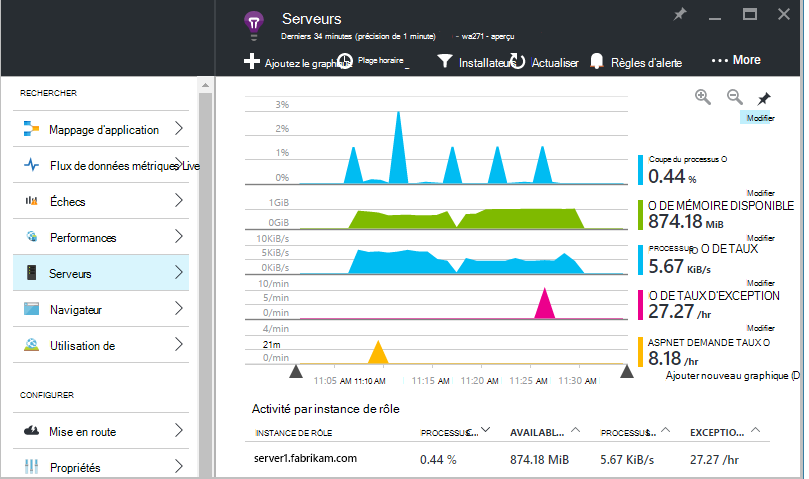 Serveurs
Derniers 34 minutes (précision de 1 minute) - wa271 - aperçu
Ajoutez le graphique Plage horaire Installateurs Actualiser Règles d'alerte More
RECHERCHER
Mappage d'application
Flux de données métriques Live
Échecs
Performances
Serveurs
Navigateur
Utilisation de
CONFIGURER
Mise en route
Propriétés
Modifier
3%
2%
1%
0%
Coupe du processus O
0.44 %
Modifier
1GiB
0GiB
O DE MÉMOIRE DISPONIBLE
874.18 MiB
Modifier
10KiB/s
5KiB/s
0KiB/s
PROCESSUS IO O DE TAUX
5.67 KiB/s
Modifier
10/min
5/min
0/min
O DE TAUX D'EXCEPTION
27.27 /hr
Modifier
4/min
21m
0/min
ASPNET DEMANDE TAUX O
8.18 /hr
Ajouter nouveau graphique (D
11:05 AM 11:10 AM 11:15 AM 11:20 AM 11:25 AM 11:30 AM
Activité par instance de rôle
INSTANCE DE RÔLE PROCESSUS C... AVAILABL... PROCESSUS... EXCEPTIO...
server1.fabrikam.com 0.44 % 874.18 MiB 5.67 KiB/s 27.27 /hr